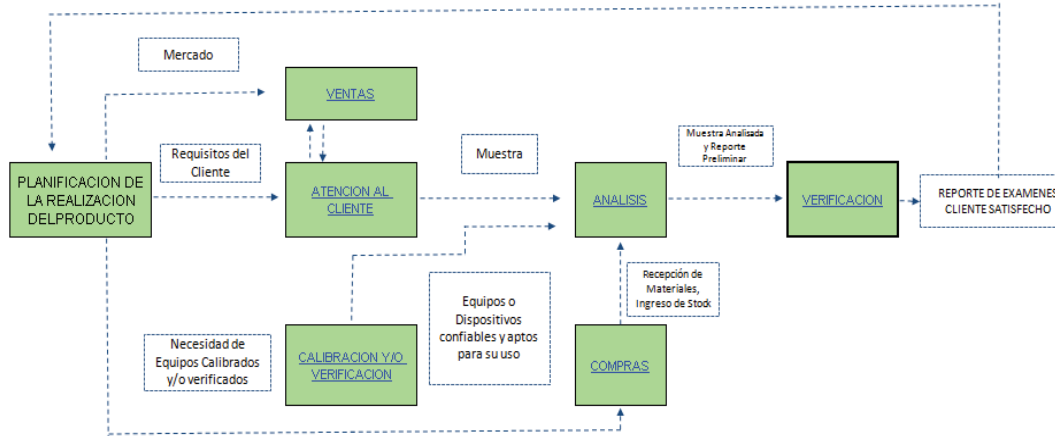 Mercado
VENTAS
Requisitos del
Cliente
Muestra
Muestra Analisada
y Reporte
Preliminar
PLANIFICACION DE
LA REALIZACION
DELPRODUCTO
ATENCION AL
CLIENTE
ANALISIS
VERIFICACION
REPORTE DE EXAMENES
CLIENTE SATISFECHO
Recepción de
Materiales,
Ingreso de Stock
Equipos o
Dispositivos
confiables y aptos
para su uso
Necesidad de
Equipos Calibrados
y/o verificados
CALIBRACION Y/O
VERIFICACION
COMPRAS